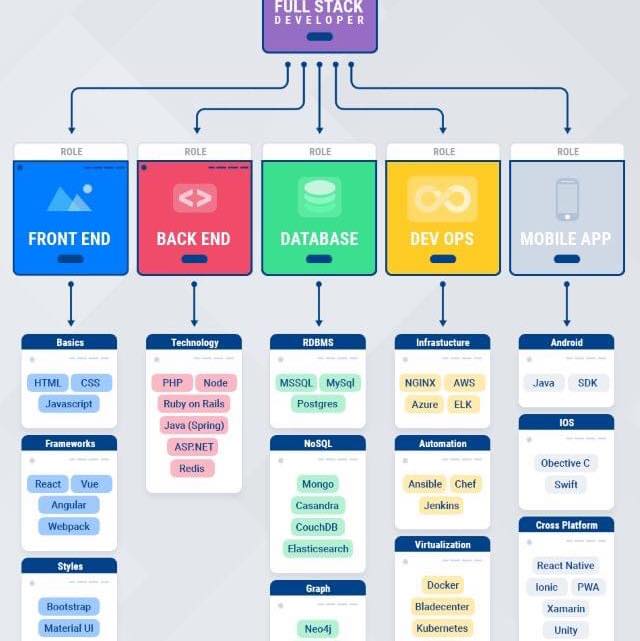 FULL STACK
DEVELOPER
ROLE
FRONT END
Basics
HTML CSS
Javascript
Frameworks
React Vue
Angular
Webpack
Styles
Bootstrap
Material UI
ROLE
BACK END
Technology
PHP Node
Ruby on Rails
Java (Spring)
ASP.NET
Redis
ROLE
DATABASE
RDBMS
MSSQL MySql
Postgres
NoSQL
Mongo
Casandra
CouchDB
Elasticsearch
Graph
Neo4j
ROLE
DEV OPS
Infrastucture
NGINX AWS
Azure ELK
Automation
Ansible Chef
Jenkins
Virtualization
Docker
Bladecenter
Kubernetes
ROLE
MOBILE APP
Android
Java SDK
IOS
Obective C
Swift
Cross Platform
React Native
Ionic PWA
Xamarin
Unity